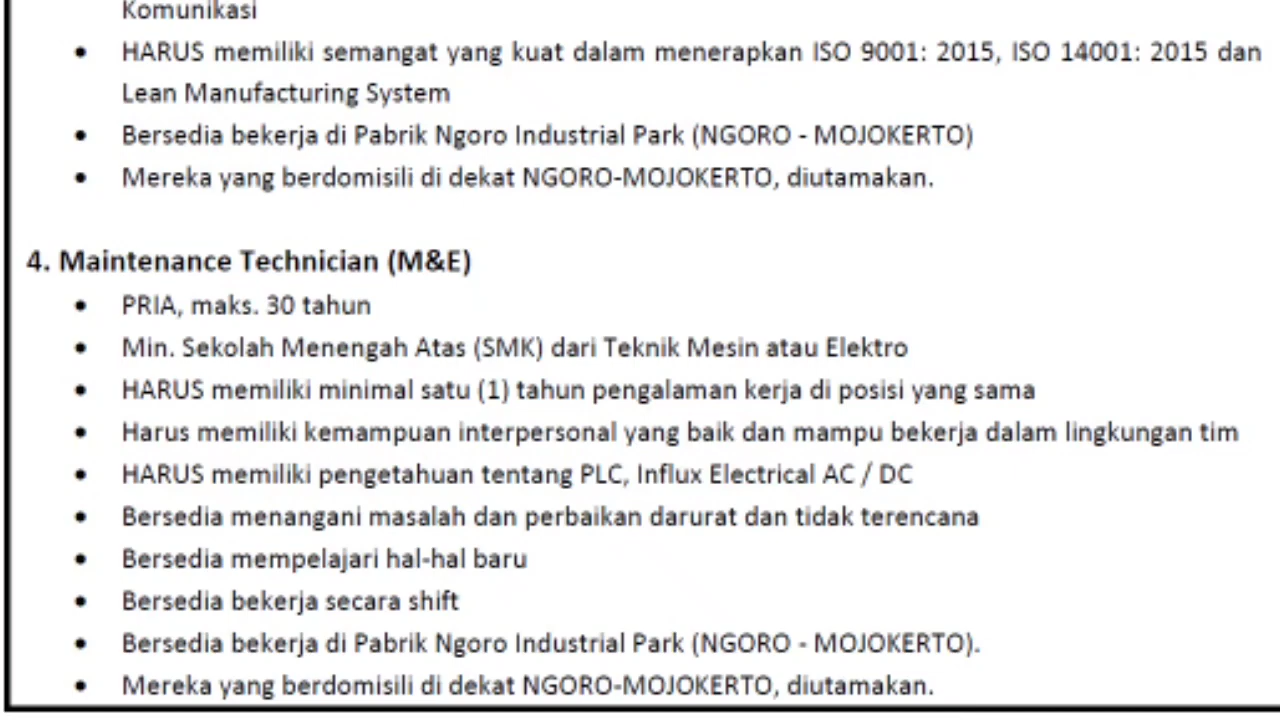 Komunikasi
• HARUS memiliki semangat yang kuat dalam menerapkan ISO 9001: 2015, ISO 14001: 2015 dan
Lean Manufacturing System
• Bersedia bekerja di Pabrik Ngoro Industrial Park (NGORO - MOJOKERTO)
• Mereka yang berdomisili di dekat NGORO-MOJOKERTO, diutamakan.
4. Maintenance Technician (M&E)
• PRIA, maks. 30 tahun
• Min. Sekolah Menengah Atas (SMK) dari Teknik Mesin atau Elektro
• HARUS memiliki minimal satu (1) tahun pengalaman kerja di posisi yang sama
• Harus memiliki kemampuan interpersonal yang baik dan mampu bekerja dalam lingkungan tim
• HARUS memiliki pengetahuan tentang PLC, Influx Electrical AC / DC
• Bersedia menangani masalah dan perbaikan darurat dan tidak terencana
• Bersedia mempelajari hal-hal baru
• Bersedia bekerja secara shift
• Bersedia bekerja di Pabrik Ngoro Industrial Park (NGORO - MOJOKERTO).
• Mereka yang berdomisili di dekat NGORO-MOJOKERTO, diutamakan.